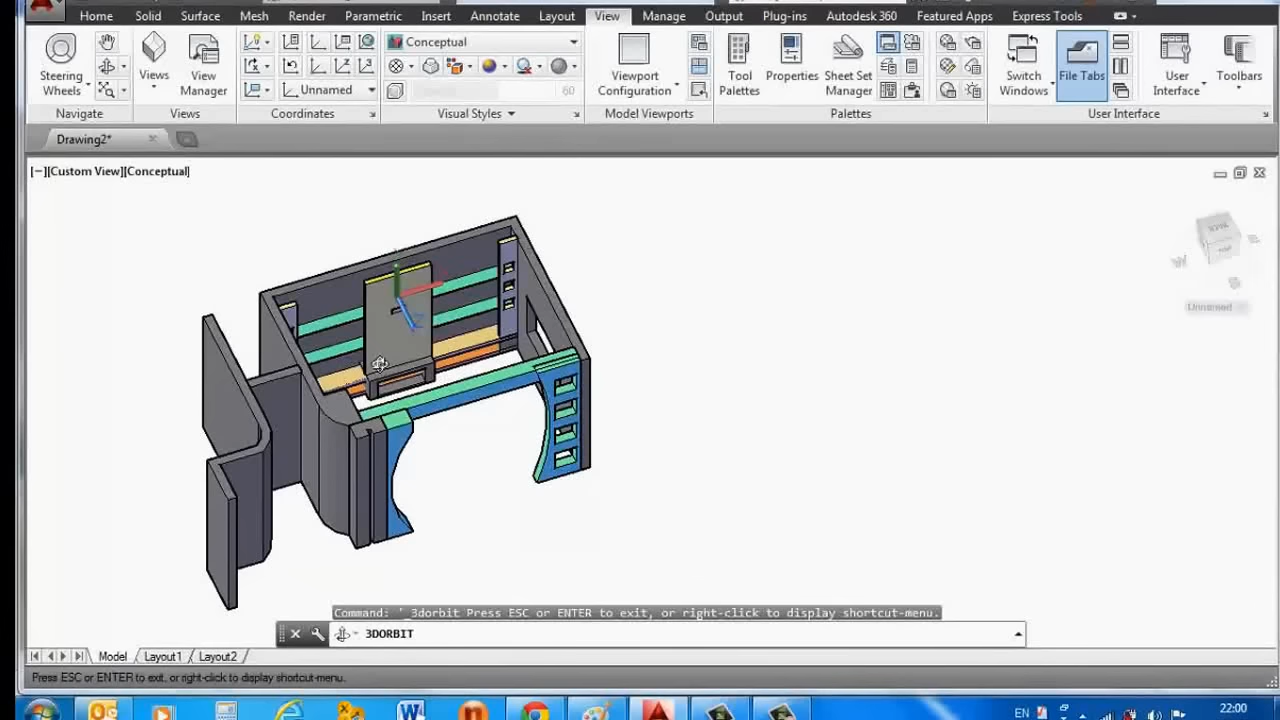 Home Solid Surface Mesh Render Parametric Insert Annotate Layout View Manage Output Plug-ins Autodesk 360 Featured Apps Express Tools
Steering Wheels
Views
View Manager
Conceptual
Unnamed
60
Viewport Configuration
Tool Palettes
Properties
Sheet Set Manager
Switch Windows
File Tabs
User Interface
Toolbars
Navigate Views Coordinates Visual Styles Model Viewports Palettes User Interface
Drawing2*
[−][Custom View][Conceptual]
W
Unnamed
Z
Command: '_3dorbit Press ESC or ENTER to exit, or right-click to display shortcut-menu.
3DORBIT
Model Layout1 Layout2
Press ESC or ENTER to exit, or right-click to display shortcut-menu.
EN 22:00